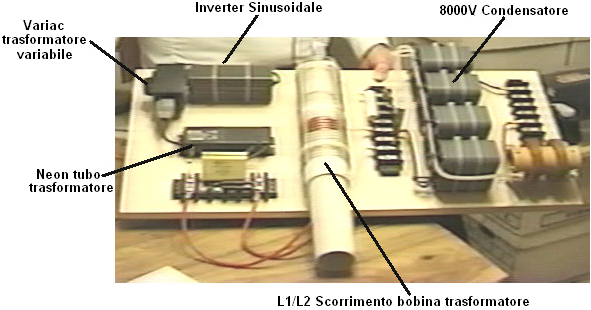 Inverter Sinusoidale
8000V Condensatore
Variac
trasformatore
variabile
Neon tubo
trasformatore
L1/L2 Scorrimento bobina trasformatore